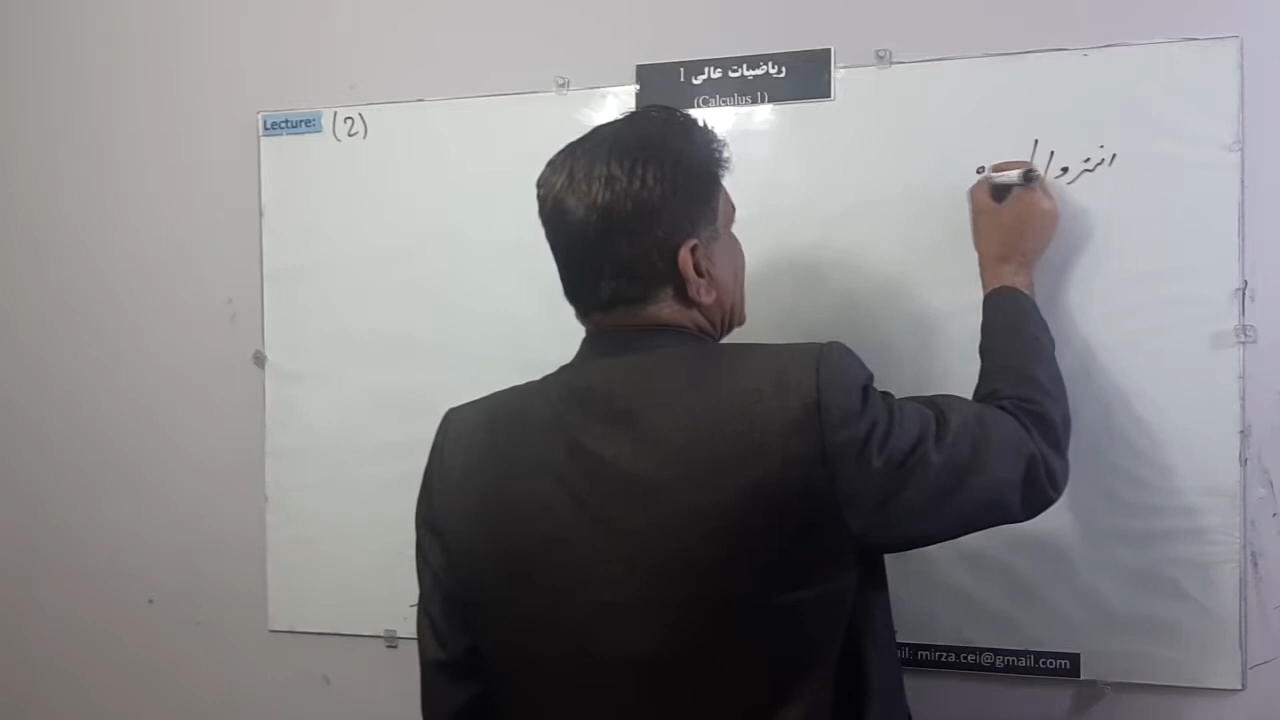 ریاضیات عالی 1
(Calculus 1)
Lecture: (2)
انتروال
mirza.cei@gmail.com